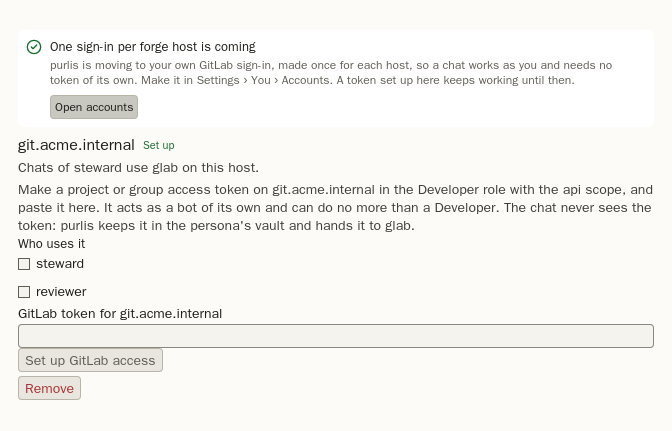 One sign-in per forge host is coming
purlis is moving to your own GitLab sign-in, made once for each host, so a chat works as you and needs no
token of its own. Make it in Settings › You › Accounts. A token set up here keeps working until then.
Open accounts
git.acme.internal Set up
Chats of steward use glab on this host.
Make a project or group access token on git.acme.internal in the Developer role with the api scope, and
paste it here. It acts as a bot of its own and can do no more than a Developer. The chat never sees the
token: purlis keeps it in the persona's vault and hands it to glab.
Who uses it
steward
reviewer
GitLab token for git.acme.internal
Set up GitLab access
Remove